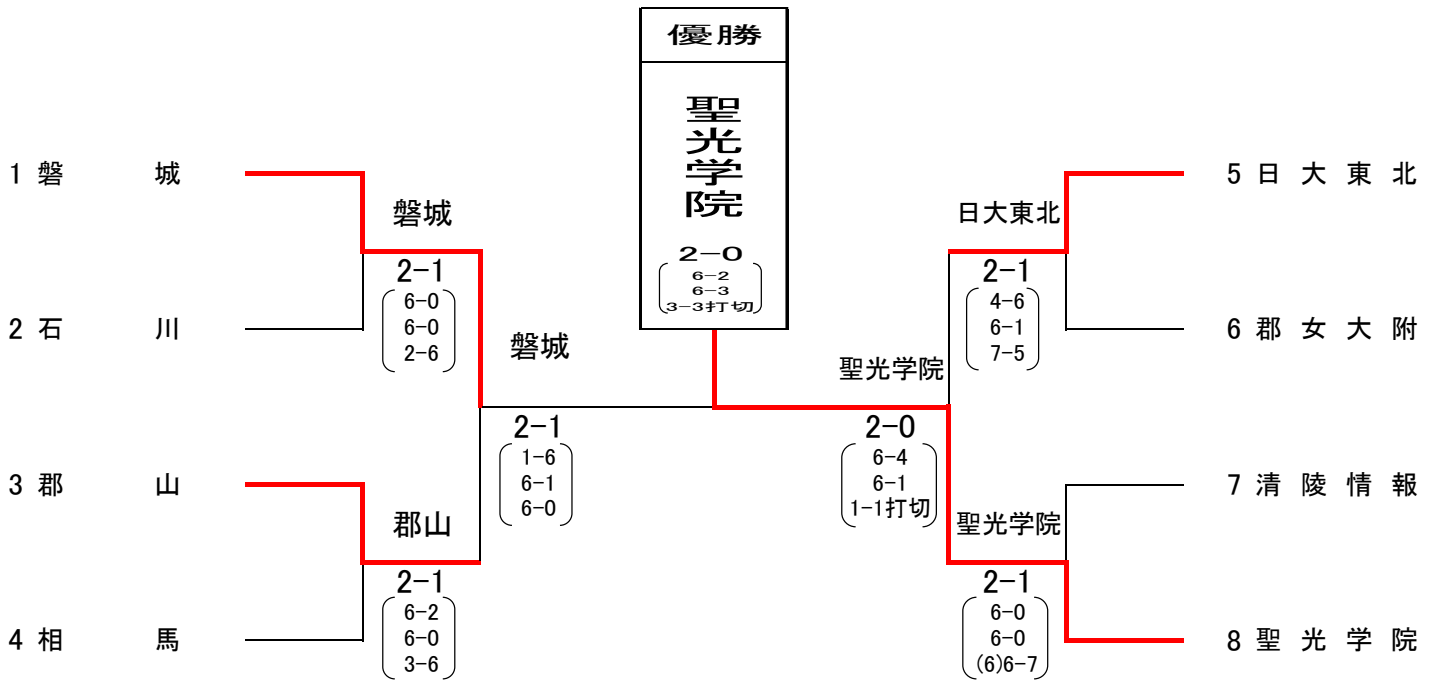 優勝
聖光学院
2-0
6-2
6-3
3-3打切
1 磐城
磐城
2-1
6-0
6-0
2-6
2 石川
磐城
2-1
1-6
6-1
6-0
3 郡山
郡山
2-1
6-2
6-0
3-6
4 相馬
5 日大東北
日大東北
2-1
4-6
6-1
7-5
6 郡女大附
聖光学院
2-0
6-4
6-1
1-1打切
7 清陵情報
聖光学院
2-1
6-0
6-0
(6)6-7
8 聖光学院